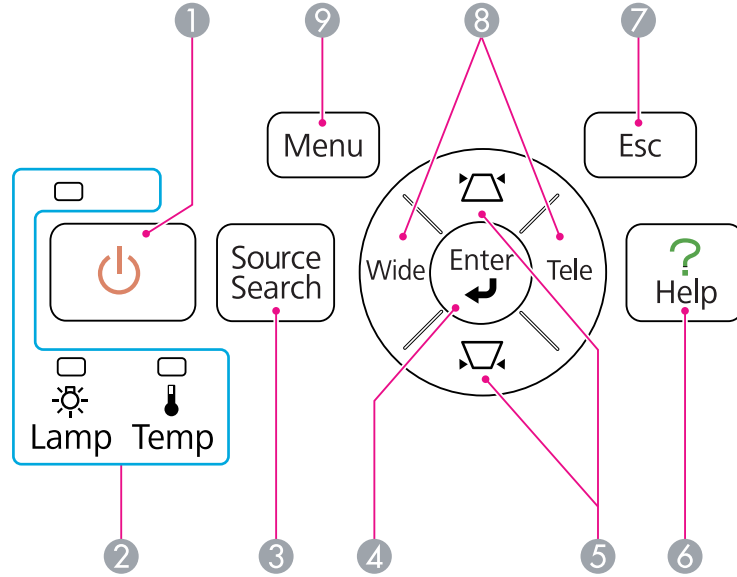 1
9
8
7
Menu
Esc
Source
Search
Wide
Enter
Tele
?
Help
Lamp
Temp
2
3
4
5
6